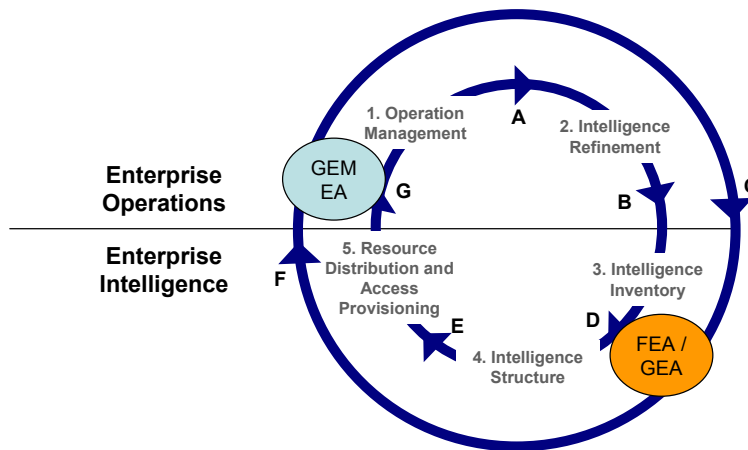 1. Operation
Management
A
2. Intelligence
Refinement
GEM
EA
G
B
C
Enterprise
Operations
Enterprise
Intelligence
F
5. Resource
Distribution and
Access
Provisioning
3. Intelligence
Inventory
E
D
4. Intelligence
Structure
FEA /
GEA